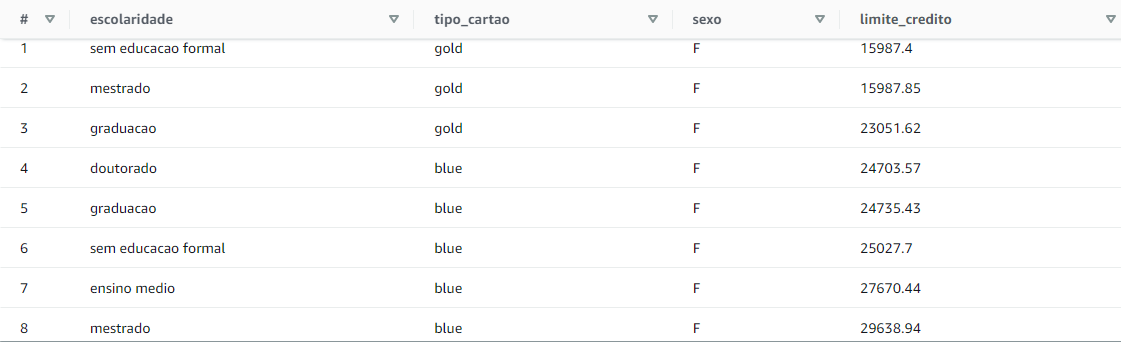 # escolaridade tipo_cartao sexo limite_credito
1 sem educacao formal gold F 15987.4
2 mestrado gold F 15987.85
3 graduacao gold F 23051.62
4 doutorado blue F 24703.57
5 graduacao blue F 24735.43
6 sem educacao formal blue F 25027.7
7 ensino medio blue F 27670.44
8 mestrado blue F 29638.94